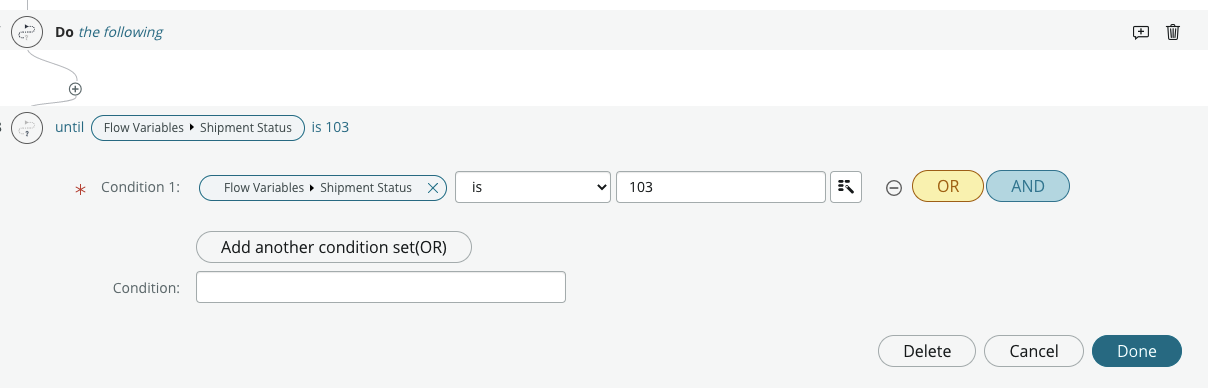 Do the following
until Flow Variables ▸ Shipment Status is 103
* Condition 1: Flow Variables ▸ Shipment Status is 103 OR AND
Add another condition set(OR)
Condition:
Delete Cancel Done